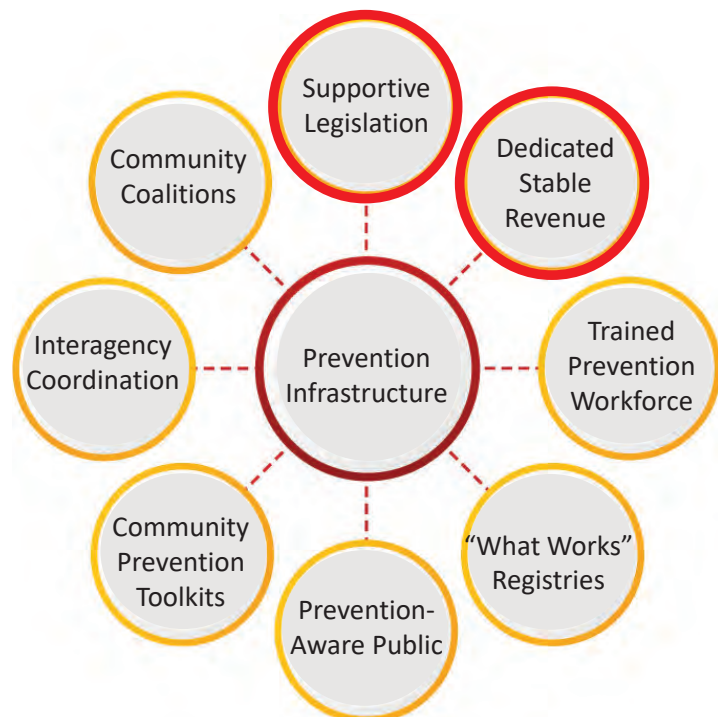 Supportive
Legislation
Dedicated
Stable
Revenue
Trained
Prevention
Workforce
“What Works”
Registries
Prevention-
Aware Public
Community
Prevention
Toolkits
Interagency
Coordination
Community
Coalitions
Prevention
Infrastructure